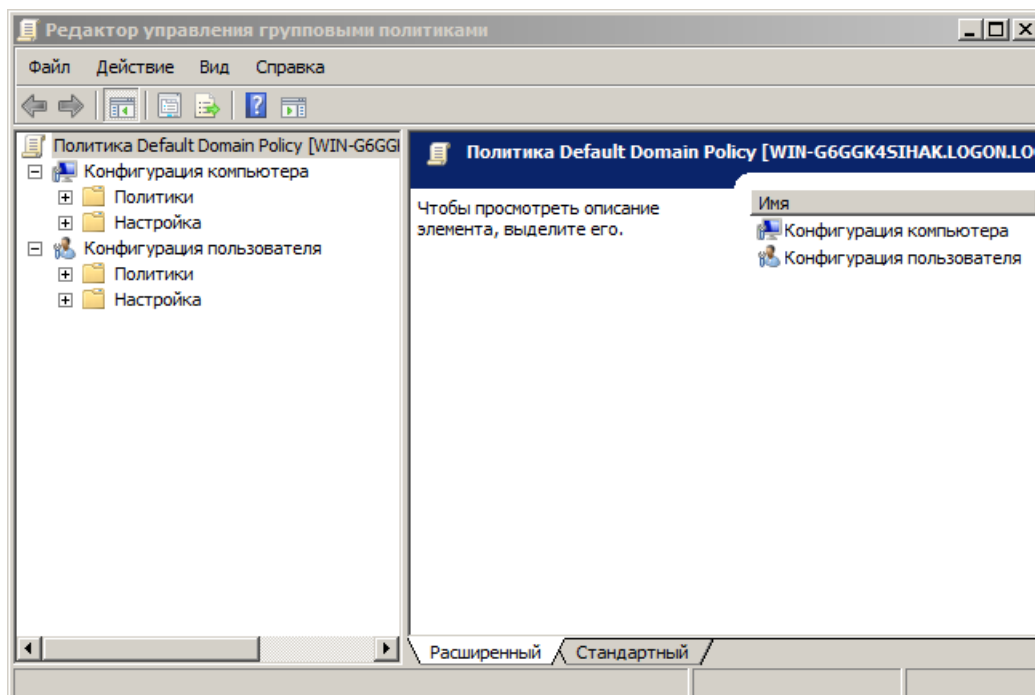 Редактор управления групповыми политиками
Файл Действие Вид Справка
Политика Default Domain Policy [WIN-G6GG
Конфигурация компьютера
Политики
Настройка
Конфигурация пользователя
Политики
Настройка
Политика Default Domain Policy [WIN-G6GGK4SIHAK.LOGON.LO
Чтобы просмотреть описание
элемента, выделите его.
Имя
Конфигурация компьютера
Конфигурация пользователя
Расширенный Стандартный